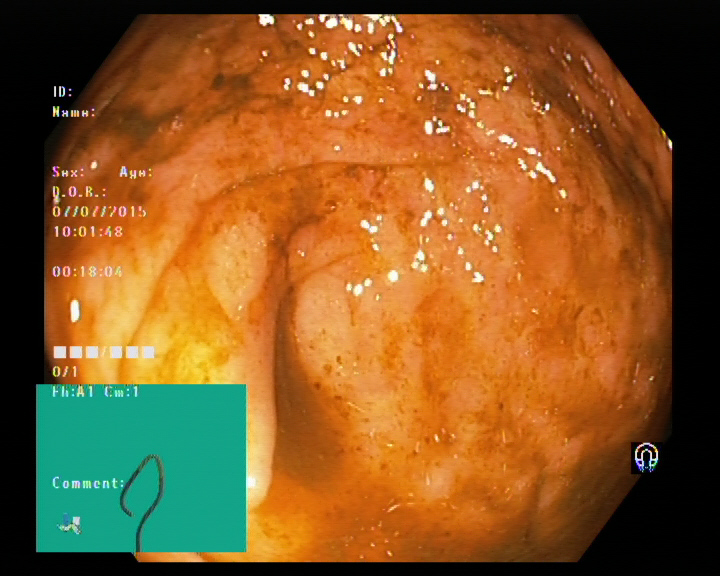 ID:
Name:
Sex: Age:
D.O.B.:
07/07/2015
10:01:48
00:18:04
0/1
Eh:A1 Cm:1
Comment: